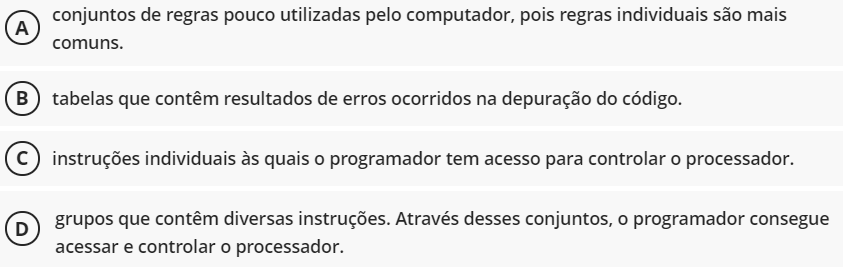 A conjuntos de regras pouco utilizadas pelo computador, pois regras individuais são mais
comuns.
B tabelas que contêm resultados de erros ocorridos na depuração do código.
C instruções individuais às quais o programador tem acesso para controlar o processador.
D grupos que contêm diversas instruções. Através desses conjuntos, o programador consegue
acessar e controlar o processador.